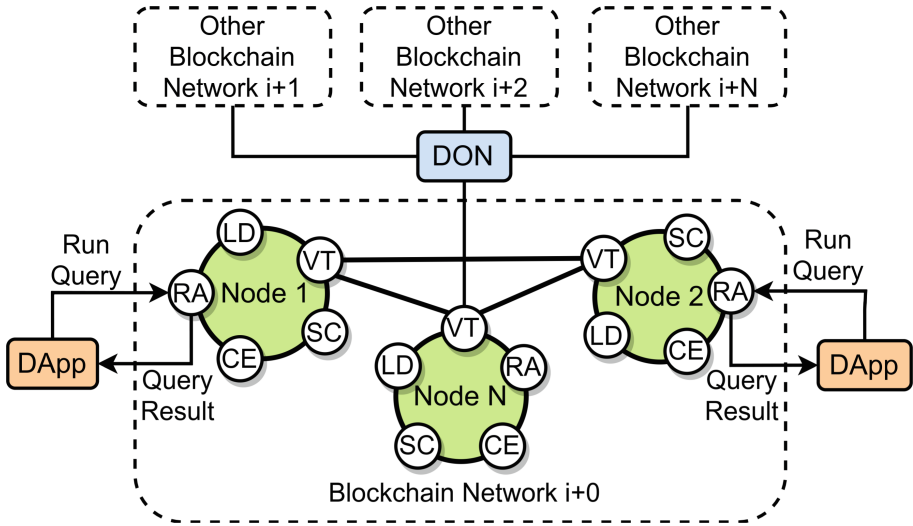 Other
Blockchain
Network i+1
Other
Blockchain
Network i+2
Other
Blockchain
Network i+N
DON
Run
Query
LD
VT
RA
Node 1
SC
CE
DApp
Query
Result
VT
SC
RA
Node 2
LD
CE
Run
Query
DApp
Query
Result
VT
LD
RA
Node N
SC
CE
Blockchain Network i+0